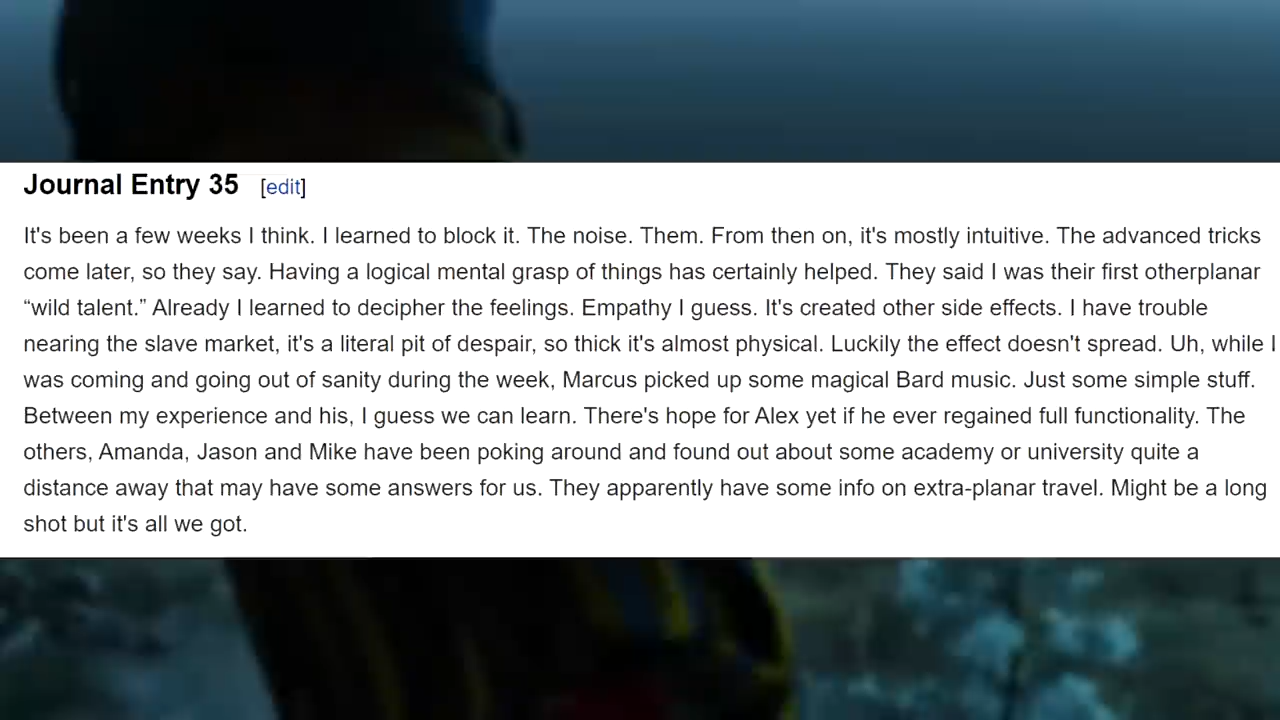 Journal Entry 35 [edit]
It's been a few weeks I think. I learned to block it. The noise. Them. From then on, it's mostly intuitive. The advanced tricks
come later, so they say. Having a logical mental grasp of things has certainly helped. They said I was their first otherplanar
“wild talent.” Already I learned to decipher the feelings. Empathy I guess. It's created other side effects. I have trouble
nearing the slave market, it's a literal pit of despair, so thick it's almost physical. Luckily the effect doesn't spread. Uh, while I
was coming and going out of sanity during the week, Marcus picked up some magical Bard music. Just some simple stuff.
Between my experience and his, I guess we can learn. There's hope for Alex yet if he ever regained full functionality. The
others, Amanda, Jason and Mike have been poking around and found out about some academy or university quite a
distance away that may have some answers for us. They apparently have some info on extra-planar travel. Might be a long
shot but it's all we got.